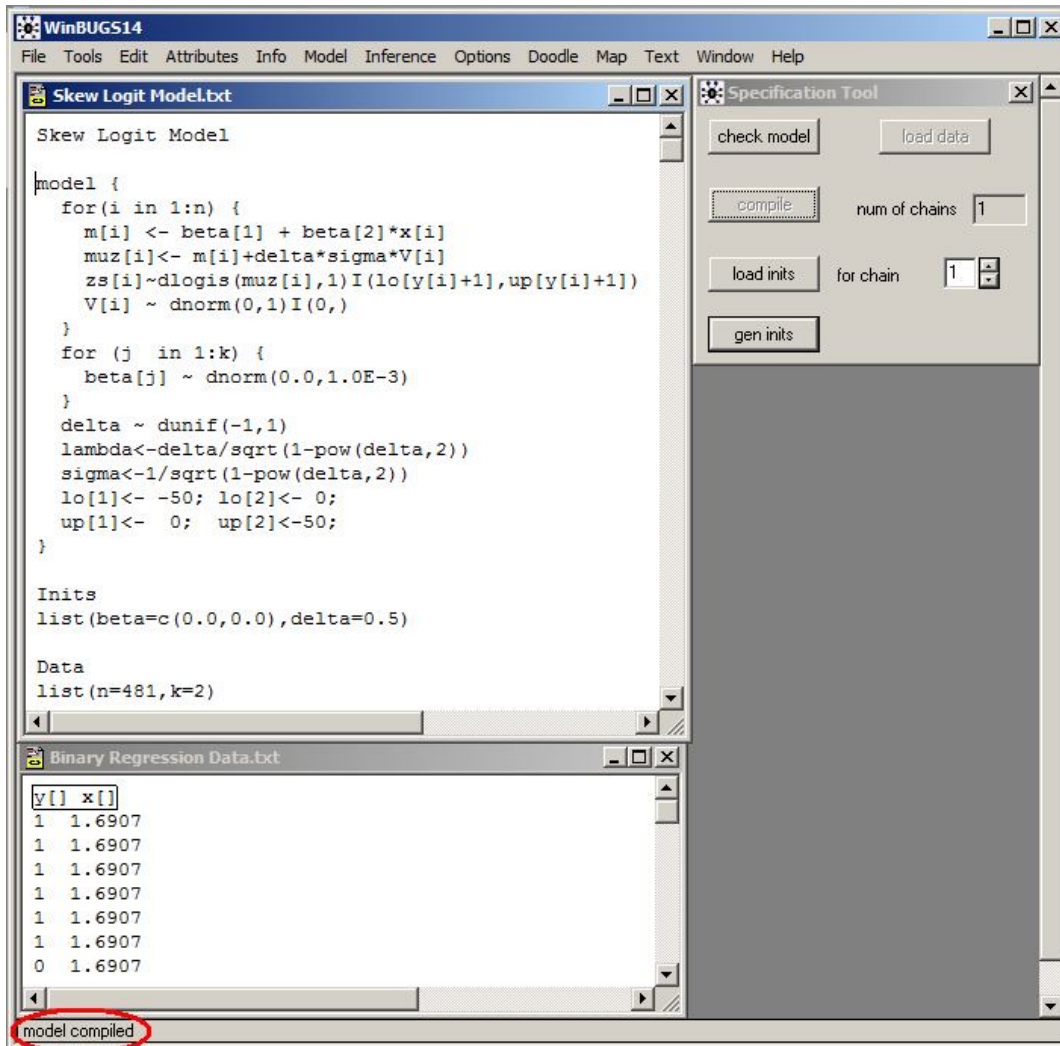 WinBUGS14
File Tools Edit Attributes Info Model Inference Options Doodle Map Text Window Help
Skew Logit Model.txt
Skew Logit Model
model {
for(i in 1:n) {
m[i] <- beta[1] + beta[2]*x[i]
muz[i]<- m[i]+delta*sigma*V[i]
zs[i]~dlogis(muz[i],1)I(lo[y[i]+1],up[y[i]+1])
V[i] ~ dnorm(0,1)I(0,)
}
for (j  in 1:k) {
beta[j] ~ dnorm(0.0,1.0E-3)
}
delta ~ dunif(-1,1)
lambda<-delta/sqrt(1-pow(delta,2))
sigma<-1/sqrt(1-pow(delta,2))
lo[1]<- -50; lo[2]<- 0;
up[1]<-  0;  up[2]<-50;
}
Inits
list(beta=c(0.0,0.0),delta=0.5)
Data
list(n=481,k=2)
Specification Tool
check model load data
compile num of chains 1
load inits for chain 1
gen inits
Binary Regression Data.txt
y[] x[]
1 1.6907
1 1.6907
1 1.6907
1 1.6907
1 1.6907
1 1.6907
0 1.6907
model compiled